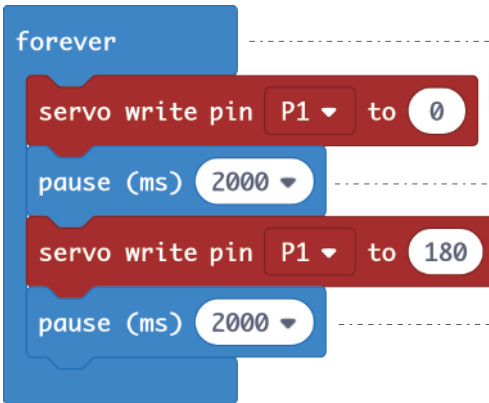 forever
servo write pin P1 to 0
pause (ms) 2000
servo write pin P1 to 180
pause (ms) 2000